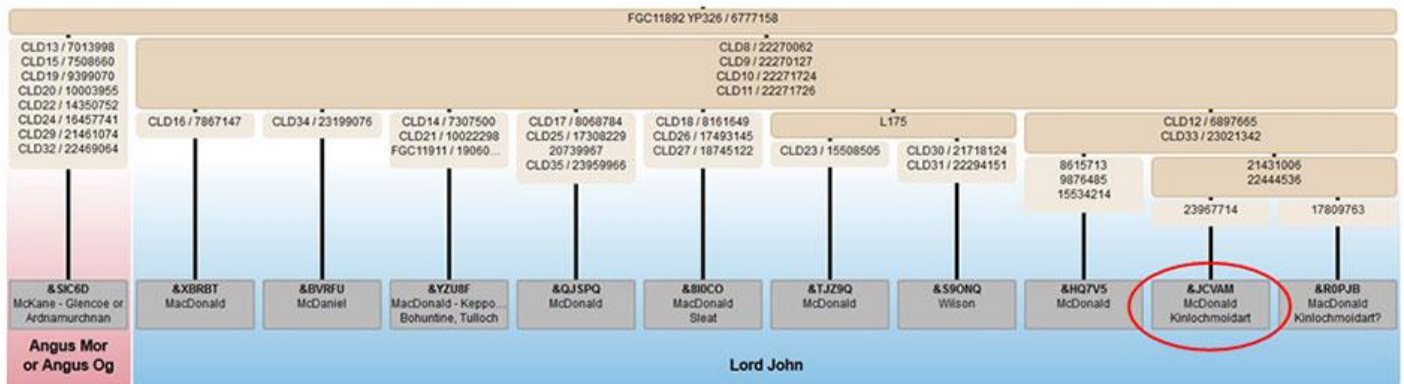 FGC11892 YP326 / 6777158
CLD13 / 7013998
CLD15 / 7508660
CLD19 / 9399070
CLD20 / 10003955
CLD22 / 14350752
CLD24 / 16457741
CLD29 / 21461074
CLD32 / 22469064
CLD8 / 22270062
CLD9 / 22270127
CLD10 / 22271724
CLD11 / 22271726
CLD16 / 7867147
CLD34 / 23199076
CLD14 / 7307500
CLD21 / 10022298
FGC11911 / 19060...
CLD17 / 8068784
CLD25 / 17308229
20739967
CLD35 / 23959966
CLD18 / 8161649
CLD26 / 17493145
CLD27 / 18745122
L175
CLD23 / 15508505
CLD30 / 21718124
CLD31 / 22294151
CLD12 / 6897665
CLD33 / 23021342
8615713
9876485
15534214
21431006
22444536
23967714
17809763
&SIC6D
McKane - Glencoe or
Ardnamurchnan
&XBRBT
MacDonald
&BVRFU
McDaniel
&YZU8F
MacDonald - Keppo...
Bohuntine, Tulloch
&QJSPQ
McDonald
&8I0CO
MacDonald
Sleat
&TJZ9Q
McDonald
&S9ONQ
Wilson
&HQ7V5
McDonald
&JCVAM
McDonald
Kinlochmoidart
&R0PJB
MacDonald
Kinlochmoidart?
Angus Mor
or Angus Og
Lord John